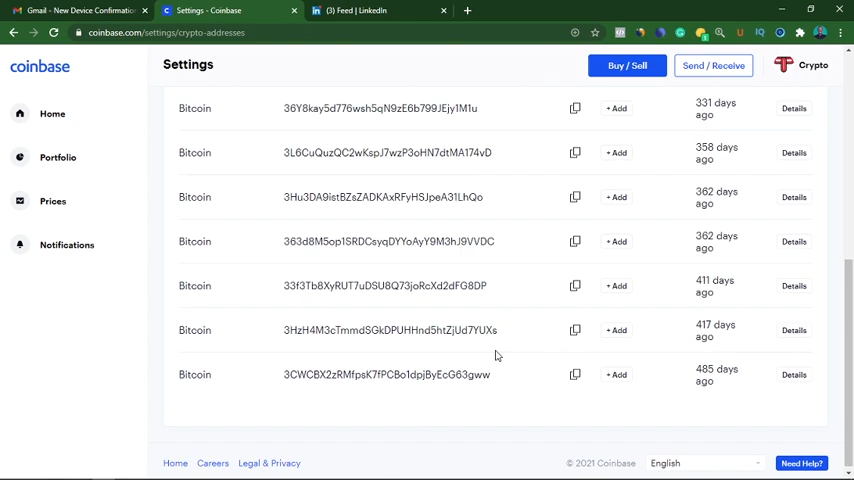 Gmail - New Device Confirmation
Settings - Coinbase
(3) Feed | LinkedIn
coinbase.com/settings/crypto-addresses
coinbase
Settings
Buy / Sell
Send / Receive
Crypto
Home
Portfolio
Prices
Notifications
Bitcoin 36Y8kay5d776wsh5qN9zE6b799JEjy1M1u + Add 331 days ago Details
Bitcoin 3L6CuQuzQC2wKspJ7wzP3oHN7dtMA174vD + Add 358 days ago Details
Bitcoin 3Hu3DA9istBZsZADKAxRFyHSJpeA31LhQo + Add 362 days ago Details
Bitcoin 363d8M5op1SRDCsyqDYYoAyY9M3hJ9VVDC + Add 362 days ago Details
Bitcoin 33f3Tb8XyRUT7uDSU8Q73joRcXd2dFG8DP + Add 411 days ago Details
Bitcoin 3HzH4M3cTmmdSGkDPUHHnd5htZjUd7YUXs + Add 417 days ago Details
Bitcoin 3CWCBX2zRMfpsK7fPCBo1dpjByEcG63gww + Add 485 days ago Details
Home Careers Legal & Privacy © 2021 Coinbase English Need Help?